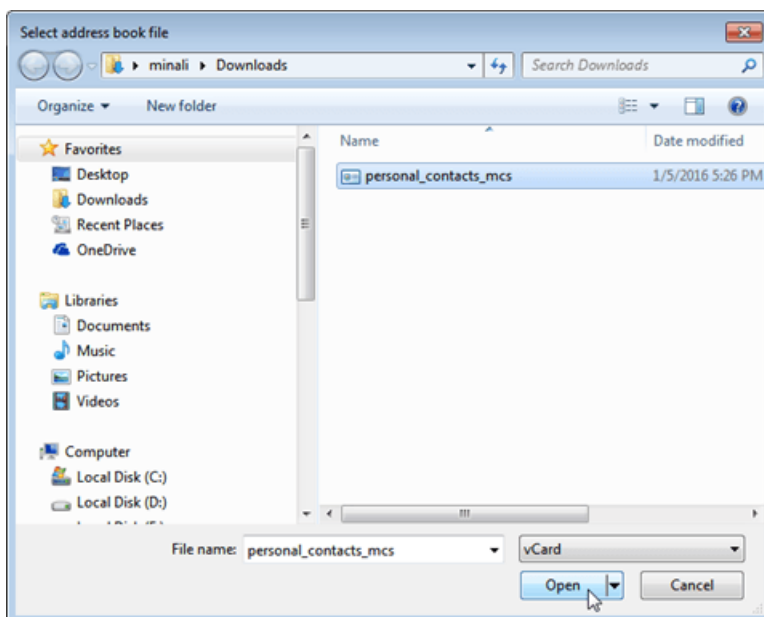 Select address book file
minali Downloads
Search Downloads
Organize New folder
Favorites
Desktop
Downloads
Recent Places
OneDrive
Libraries
Documents
Music
Pictures
Videos
Computer
Local Disk (C:)
Local Disk (D:)
Name Date modified
personal_contacts_mcs 1/5/2016 5:26 PM
File name: personal_contacts_mcs vCard
Open Cancel